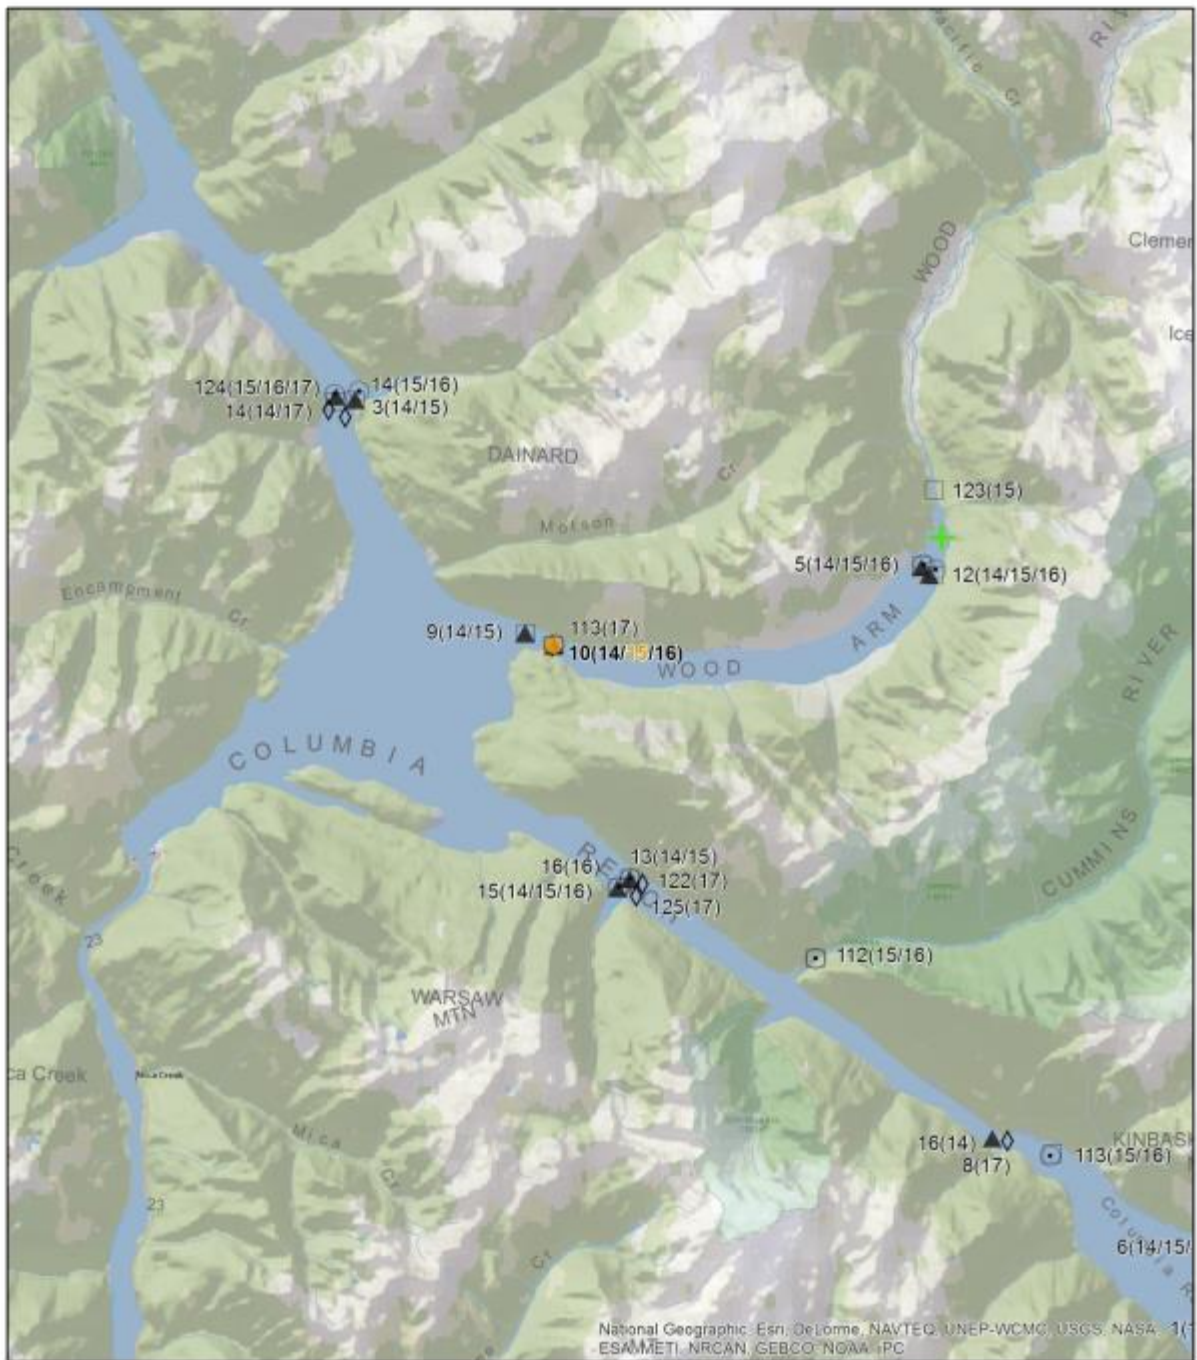 Pacific
Cr
RIV
WOOD
Clemen
Ice
124(15/16/17)
14(15/16)
14(14/17)
3(14/15)
DAINARD
Cr
Molson
123(15)
5(14/15/16)
12(14/15/16)
Encampment
Cr
9(14/15)
113(17)
10(14/15/16)
WOOD ARM
RIVER
COLUMBIA
REACH
CUMMINS
13(14/15)
16(16)
122(17)
15(14/15/16)
125(17)
Creek
23
112(15/16)
WARSAW
MTN
ca Creek
Mica Creek
Mica
Cr
16(14)
8(17)
KINBASK
113(15/16)
23
Columbia R
6(14/15/
Cr
National Geographic, Esri, DeLorme, NAVTEQ, UNEP-WCMC, USGS, NASA,
ESA, METI, NRCAN, GEBCO, NOAA, iPC
1(1